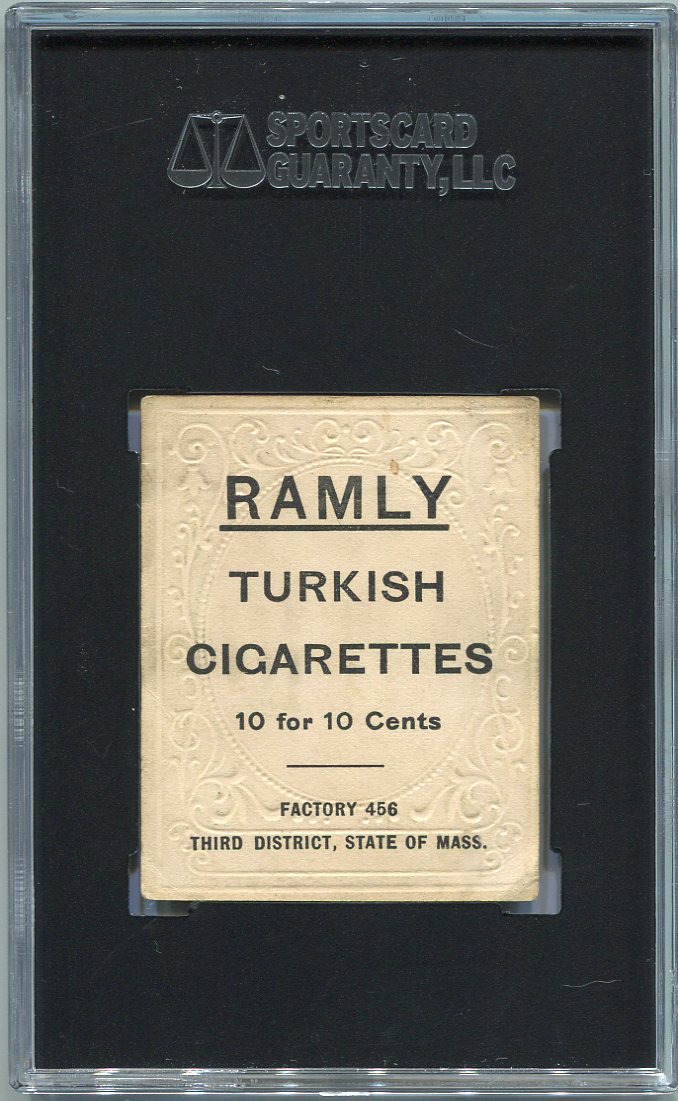 SPORTSCARD
GUARANTY, LLC
RAMLY
TURKISH
CIGARETTES
10 for 10 Cents
FACTORY 456
THIRD DISTRICT, STATE OF MASS.